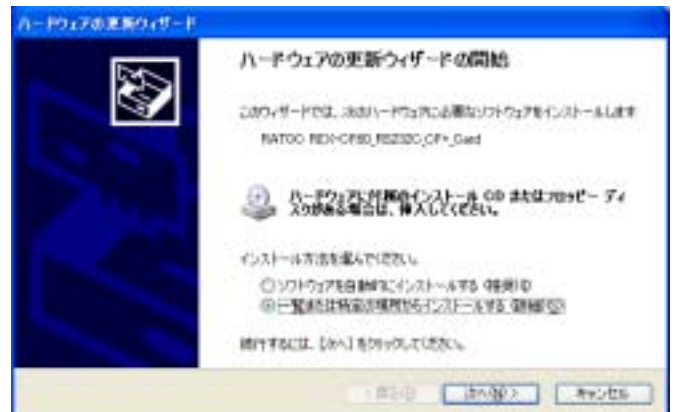 ハードウェアの更新ウィザード
ハードウェアの更新ウィザードの開始
このウィザードでは、次のハードウェアに必要なソフトウェアをインストールします:
RATOC REX-CF60_RS232C_CF+_Card
ハードウェアに付属のインストール CD またはフロッピー ディ
スクがある場合は、挿入してください。
インストール方法を選んでください。
ソフトウェアを自動的にインストールする (推奨)(I)
一覧または特定の場所からインストールする (詳細)(S)
続行するには、[次へ] をクリックしてください。
< 戻る(B) 次へ(N) > キャンセル